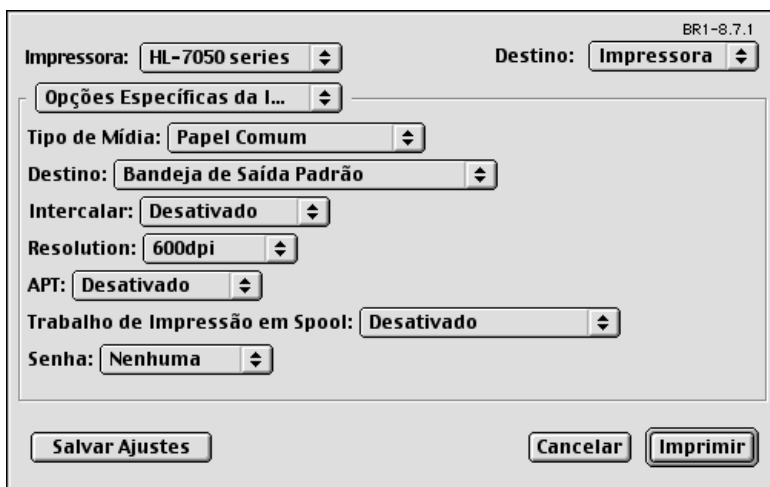 BR1-8.7.1
Impressora: HL-7050 series Destino: Impressora
Opções Específicas da I...
Tipo de Mídia: Papel Comum
Destino: Bandeja de Saída Padrão
Intercalar: Desativado
Resolution: 600dpi
APT: Desativado
Trabalho de Impressão em Spool: Desativado
Senha: Nenhuma
Salvar Ajustes Cancelar Imprimir